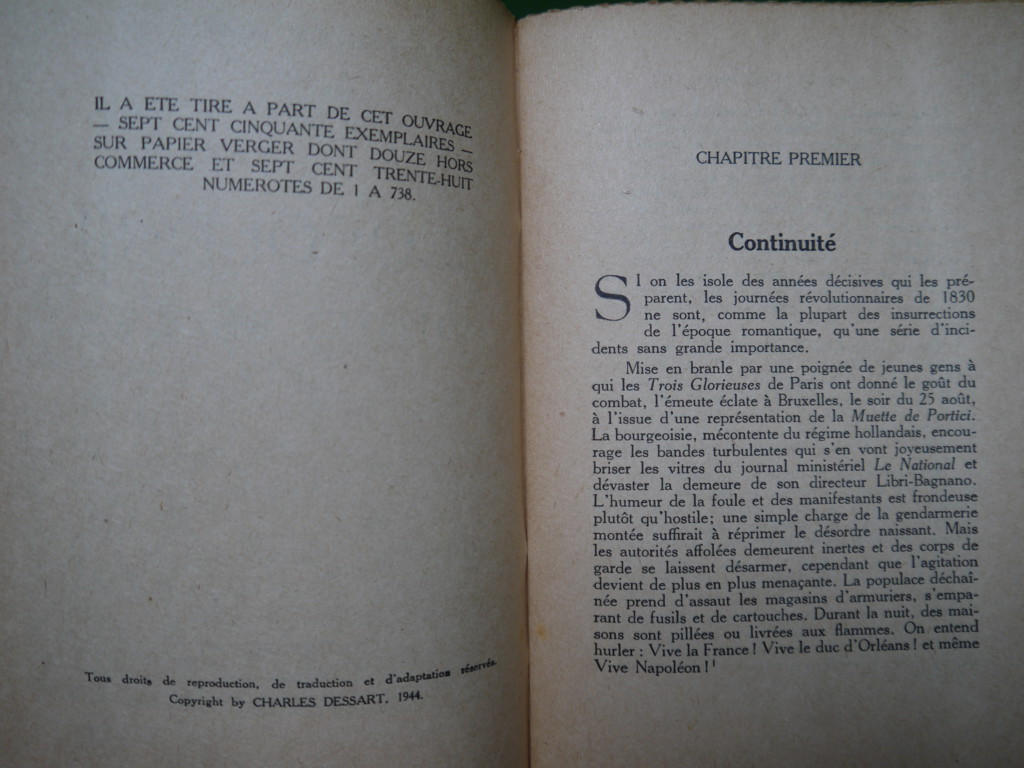 IL A ETE TIRE A PART DE CET OUVRAGE
— SEPT CENT CINQUANTE EXEMPLAIRES —
SUR PAPIER VERGER DONT DOUZE HORS
COMMERCE ET SEPT CENT TRENTE-HUIT
NUMEROTES DE 1 A 738.
Tous droits de reproduction, de traduction et d'adaptation réservés.
Copyright by CHARLES DESSART. 1944.
CHAPITRE PREMIER
Continuité
SI on les isole des années décisives qui les pré-
parent, les journées révolutionnaires de 1830
ne sont, comme la plupart des insurrections
de l'époque romantique, qu'une série d'inci-
dents sans grande importance.
Mise en branle par une poignée de jeunes gens à
qui les Trois Glorieuses de Paris ont donné le goût du
combat, l'émeute éclate à Bruxelles, le soir du 25 août,
à l'issue d'une représentation de la Muette de Portici.
La bourgeoisie, mécontente du régime hollandais, encou-
rage les bandes turbulentes qui s'en vont joyeusement
briser les vitres du journal ministériel Le National et
dévaster la demeure de son directeur Libri-Bagnano.
L'humeur de la foule et des manifestants est frondeuse
plutôt qu'hostile; une simple charge de la gendarmerie
montée suffirait à réprimer le désordre naissant. Mais
les autorités affolées demeurent inertes et des corps de
garde se laissent désarmer, cependant que l'agitation
devient de plus en plus menaçante. La populace déchaî-
née prend d'assaut les magasins d'armuriers, s'empa-
rant de fusils et de cartouches. Durant la nuit, des mai-
sons sont pillées ou livrées aux flammes. On entend
hurler : Vive la France ! Vive le duc d'Orléans ! et même
Vive Napoléon ! ¹